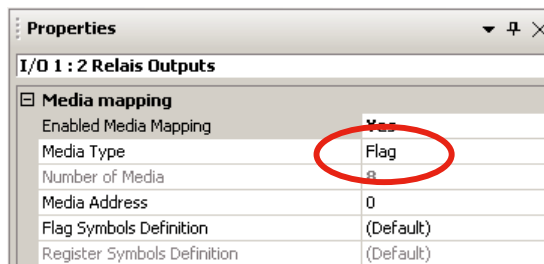 Properties
I/O 1 : 2 Relais Outputs
Media mapping
Enabled Media Mapping Yes
Media Type Flag
Number of Media 8
Media Address 0
Flag Symbols Definition (Default)
Register Symbols Definition (Default)